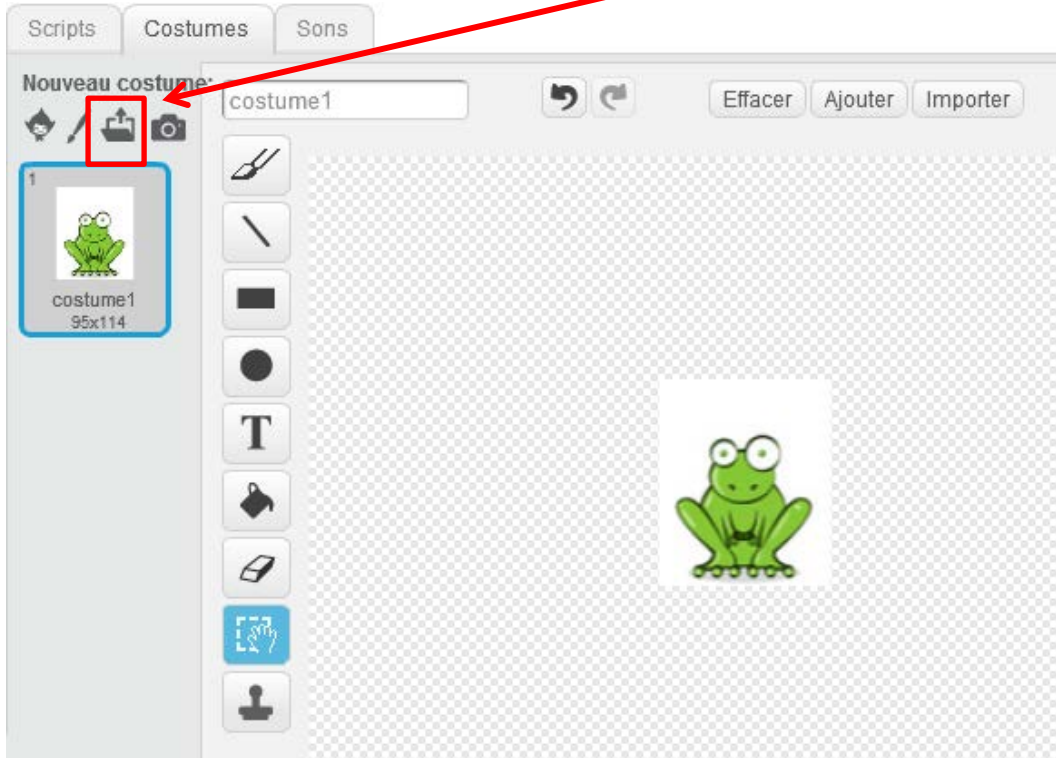 Scripts Costumes Sons
Nouveau costume:
costume1
Effacer Ajouter Importer
1
costume1
95x114
T